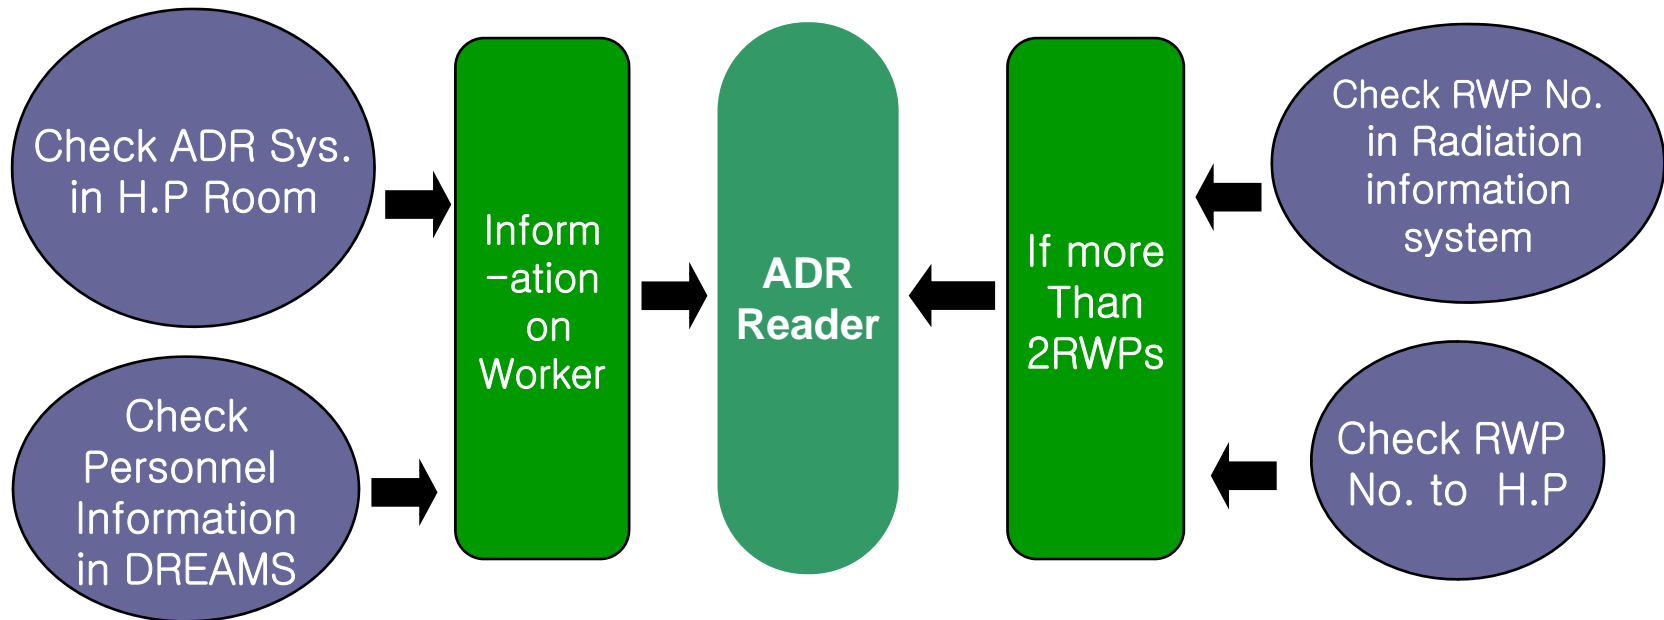 Check ADR Sys.
in H.P Room
Check
Personnel
Information
in DREAMS
Inform
-ation
on
Worker
ADR
Reader
If more
Than
2RWPs
Check RWP No.
in Radiation
information
system
Check RWP
No. to H.P